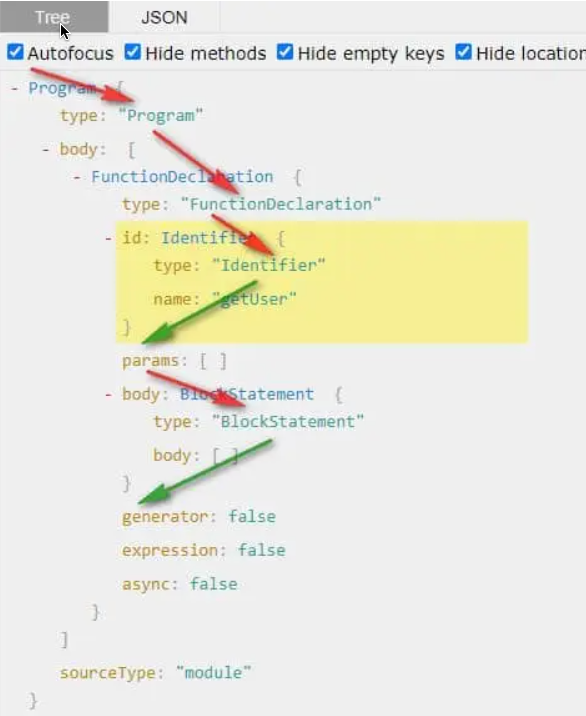 Tree JSON
Autofocus Hide methods Hide empty keys Hide location
- Program {
type: "Program"
- body: [
- FunctionDeclaration {
type: "FunctionDeclaration"
- id: Identifier {
type: "Identifier"
name: "getUser"
}
params: [ ]
- body: BlockStatement {
type: "BlockStatement"
body: [ ]
}
generator: false
expression: false
async: false
}
]
sourceType: "module"
}